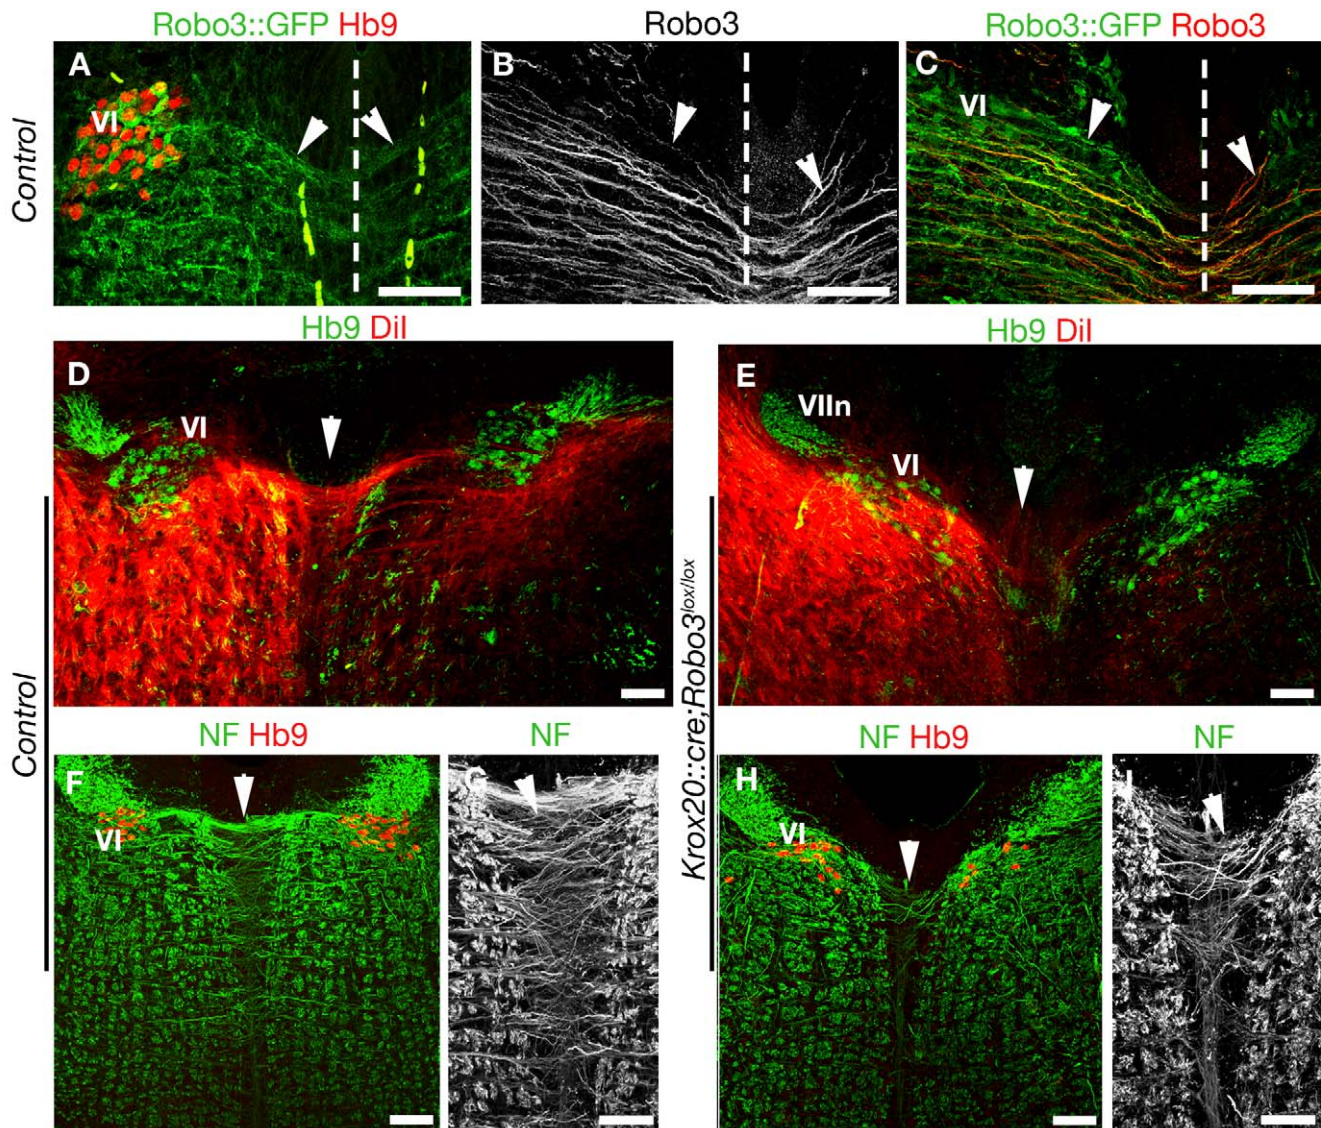 Robo3::GFP Hb9
Robo3
Robo3::GFP Robo3
Control
A
VI
B
C
VI
Hb9 DiI
Hb9 DiI
D
VI
E
VIIn
VI
Control
Krox20::cre;Robo3lox/lox
NF Hb9
NF
NF Hb9
NF
F
VI
G
H
VI
I